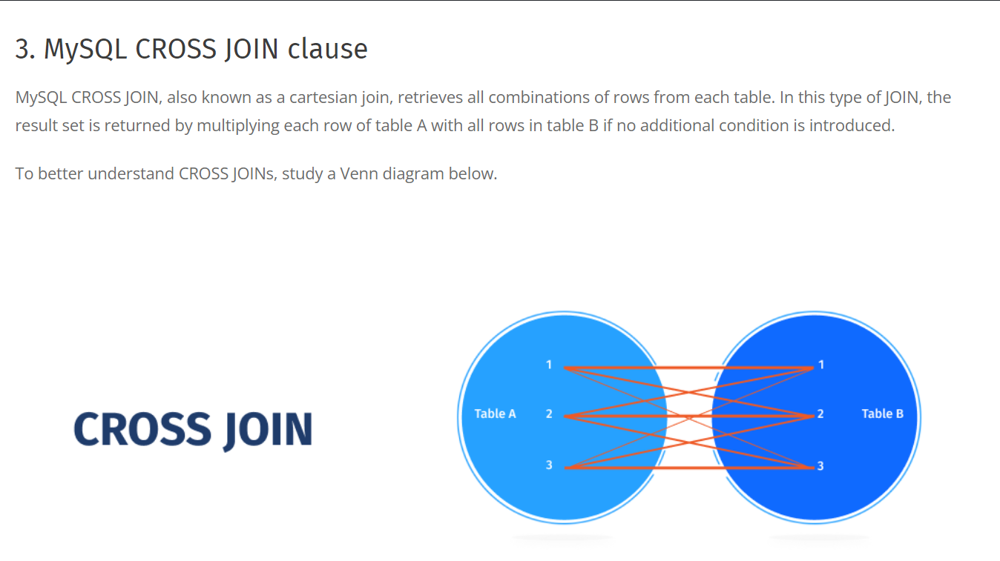 3. MySQL CROSS JOIN clause
MySQL CROSS JOIN, also known as a cartesian join, retrieves all combinations of rows from each table. In this type of JOIN, the
result set is returned by multiplying each row of table A with all rows in table B if no additional condition is introduced.
To better understand CROSS JOINs, study a Venn diagram below.
CROSS JOIN
1 1
Table A 2 2 Table B
3 3